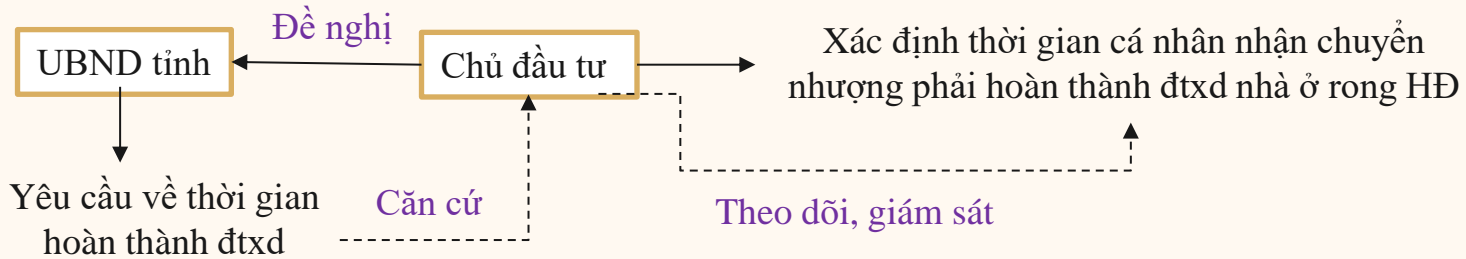 Đề nghị
UBND tỉnh
Chủ đầu tư
Xác định thời gian cá nhân nhận chuyển
nhượng phải hoàn thành đtxd nhà ở rong HĐ
Yêu cầu về thời gian
hoàn thành đtxd
Căn cứ
Theo dõi, giám sát